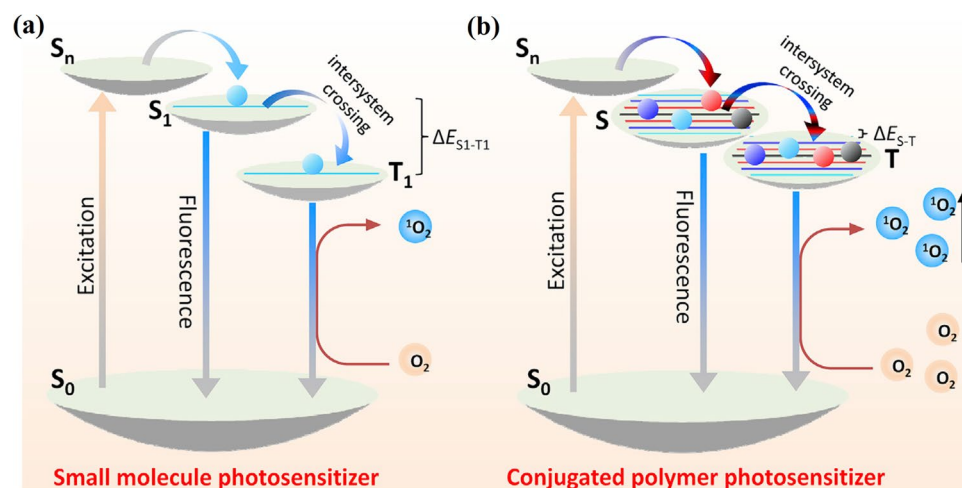 (a)
Sn
S1
intersystem
crossing
ΔES1-T1
T1
Excitation
Fluorescence
1O2
O2
S0
Small molecule photosensitizer
(b)
Sn
S
intersystem
crossing
ΔES-T
T
Excitation
Fluorescence
1O2
1O2
1O2
O2
O2
O2
S0
Conjugated polymer photosensitizer